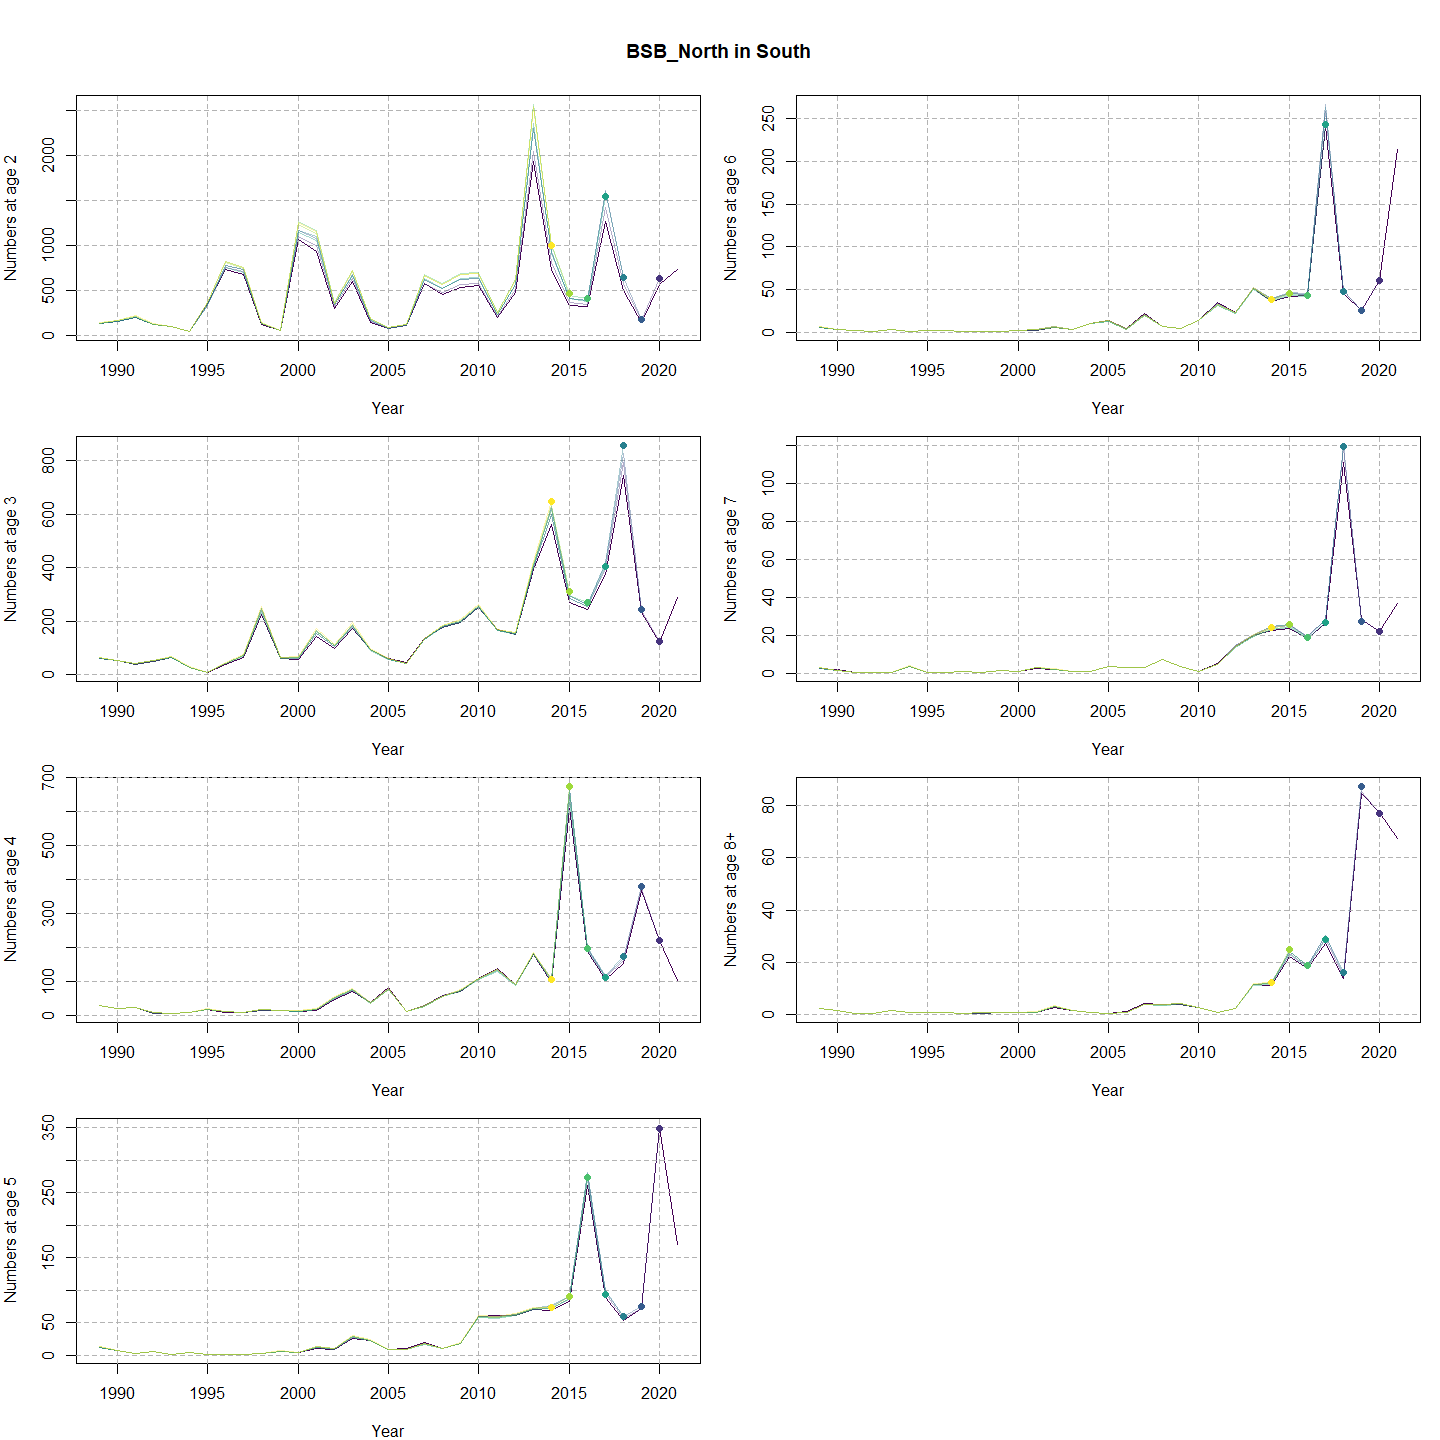 BSB_North in South
Numbers at age 2
0 500 1000 2000
1990 1995 2000 2005 2010 2015 2020
Year
Numbers at age 6
0 50 100 150 200 250
1990 1995 2000 2005 2010 2015 2020
Year
Numbers at age 3
0 200 400 600 800
1990 1995 2000 2005 2010 2015 2020
Year
Numbers at age 7
0 20 40 60 80 100
1990 1995 2000 2005 2010 2015 2020
Year
Numbers at age 4
0 100 300 500 700
1990 1995 2000 2005 2010 2015 2020
Year
Numbers at age 8+
0 20 40 60 80
1990 1995 2000 2005 2010 2015 2020
Year
Numbers at age 5
0 50 150 250 350
1990 1995 2000 2005 2010 2015 2020
Year